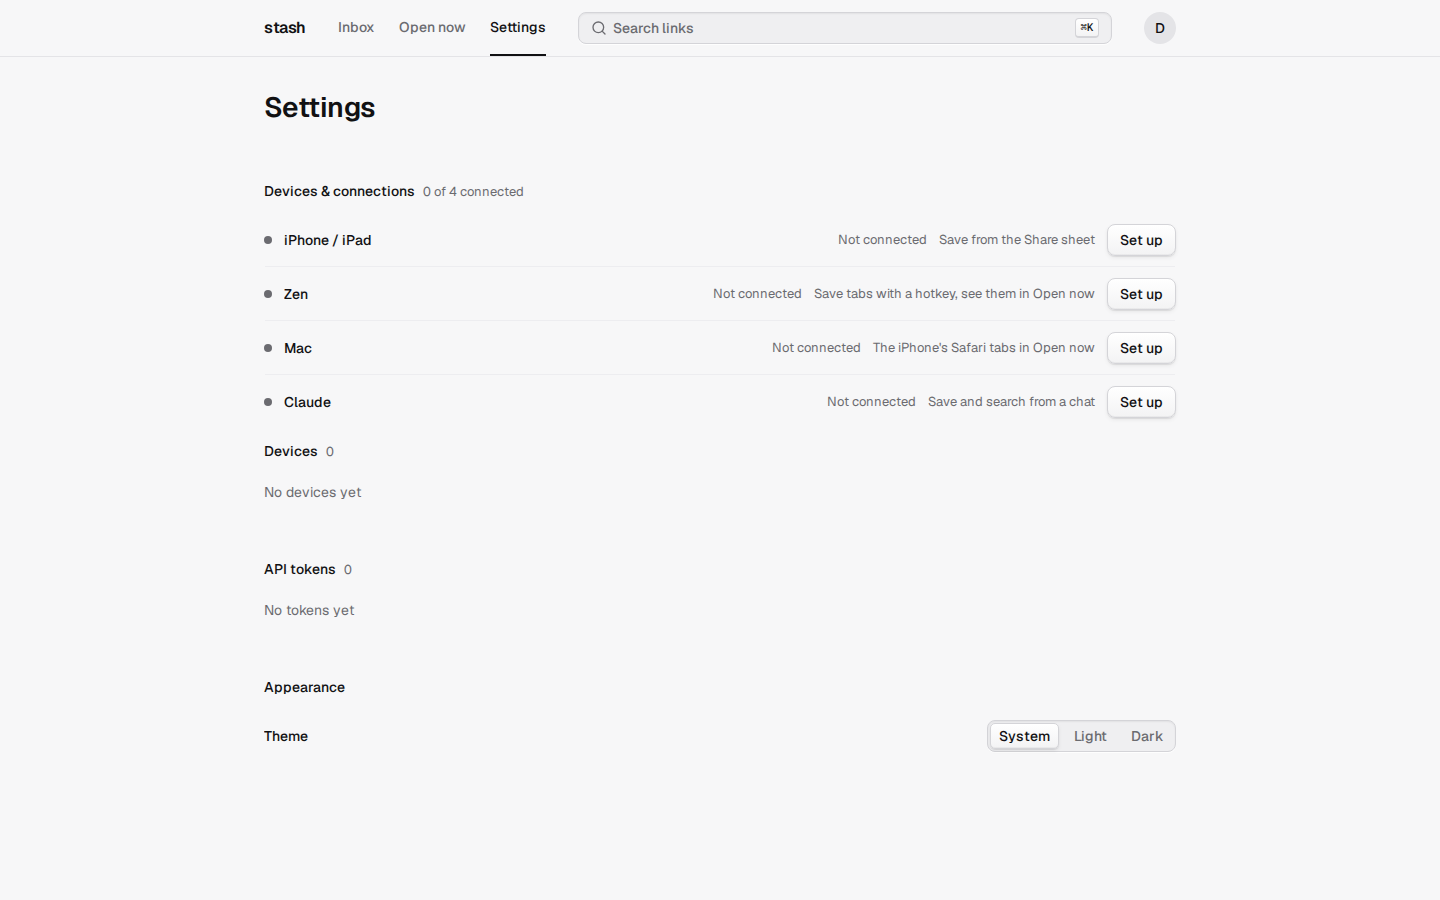 stash Inbox Open now Settings Search links ⌘K D
Settings
Devices & connections 0 of 4 connected
iPhone / iPad Not connected Save from the Share sheet Set up
Zen Not connected Save tabs with a hotkey, see them in Open now Set up
Mac Not connected The iPhone's Safari tabs in Open now Set up
Claude Not connected Save and search from a chat Set up
Devices 0
No devices yet
API tokens 0
No tokens yet
Appearance
Theme System Light Dark